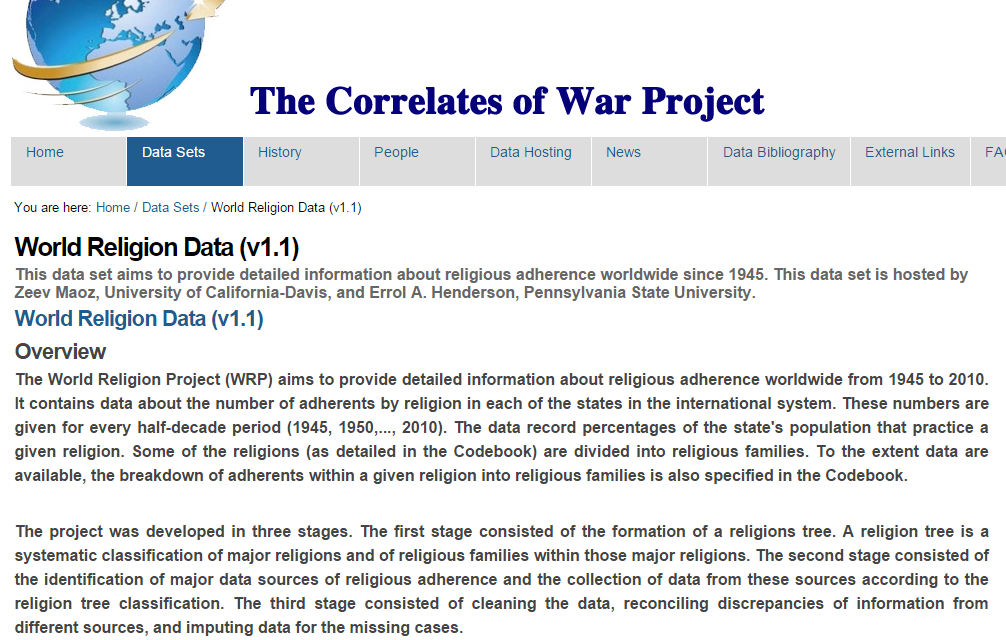 The Correlates of War Project
Home Data Sets History People Data Hosting News Data Bibliography External Links FA
You are here: Home / Data Sets / World Religion Data (v1.1)
World Religion Data (v1.1)
This data set aims to provide detailed information about religious adherence worldwide since 1945. This data set is hosted by
Zeev Maoz, University of California-Davis, and Errol A. Henderson, Pennsylvania State University.
World Religion Data (v1.1)
Overview
The World Religion Project (WRP) aims to provide detailed information about religious adherence worldwide from 1945 to 2010.
It contains data about the number of adherents by religion in each of the states in the international system. These numbers are
given for every half-decade period (1945, 1950,..., 2010). The data record percentages of the state's population that practice a
given religion. Some of the religions (as detailed in the Codebook) are divided into religious families. To the extent data are
available, the breakdown of adherents within a given religion into religious families is also specified in the Codebook.
The project was developed in three stages. The first stage consisted of the formation of a religions tree. A religion tree is a
systematic classification of major religions and of religious families within those major religions. The second stage consisted of
the identification of major data sources of religious adherence and the collection of data from these sources according to the
religion tree classification. The third stage consisted of cleaning the data, reconciling discrepancies of information from
different sources, and imputing data for the missing cases.